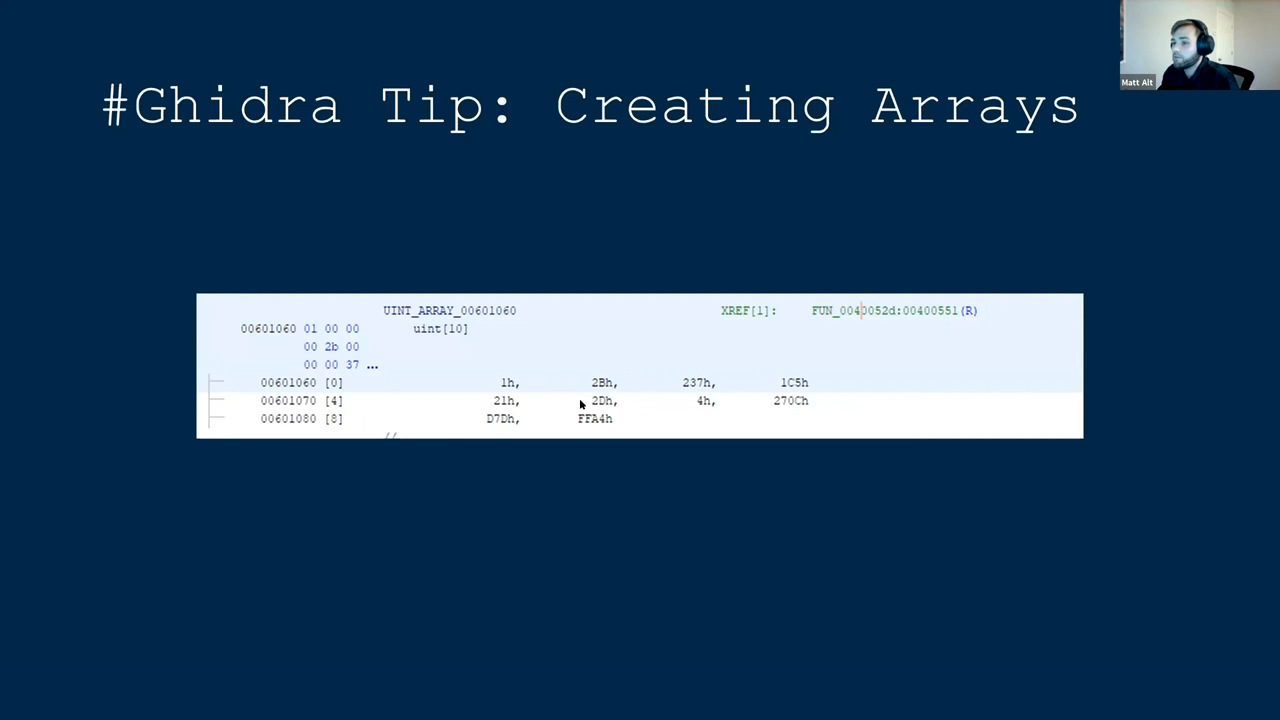 #Ghidra Tip: Creating Arrays
Matt Alt
UINT_ARRAY_00601060 XREF[1]: FUN_0040052d:00400551(R)
00601060 01 00 00 uint[10]
00 2b 00
00 00 37 ...
00601060 [0] 1h, 2Bh, 237h, 1C5h
00601070 [4] 21h, 2Dh, 4h, 270Ch
00601080 [8] D7Dh, FFA4h
//